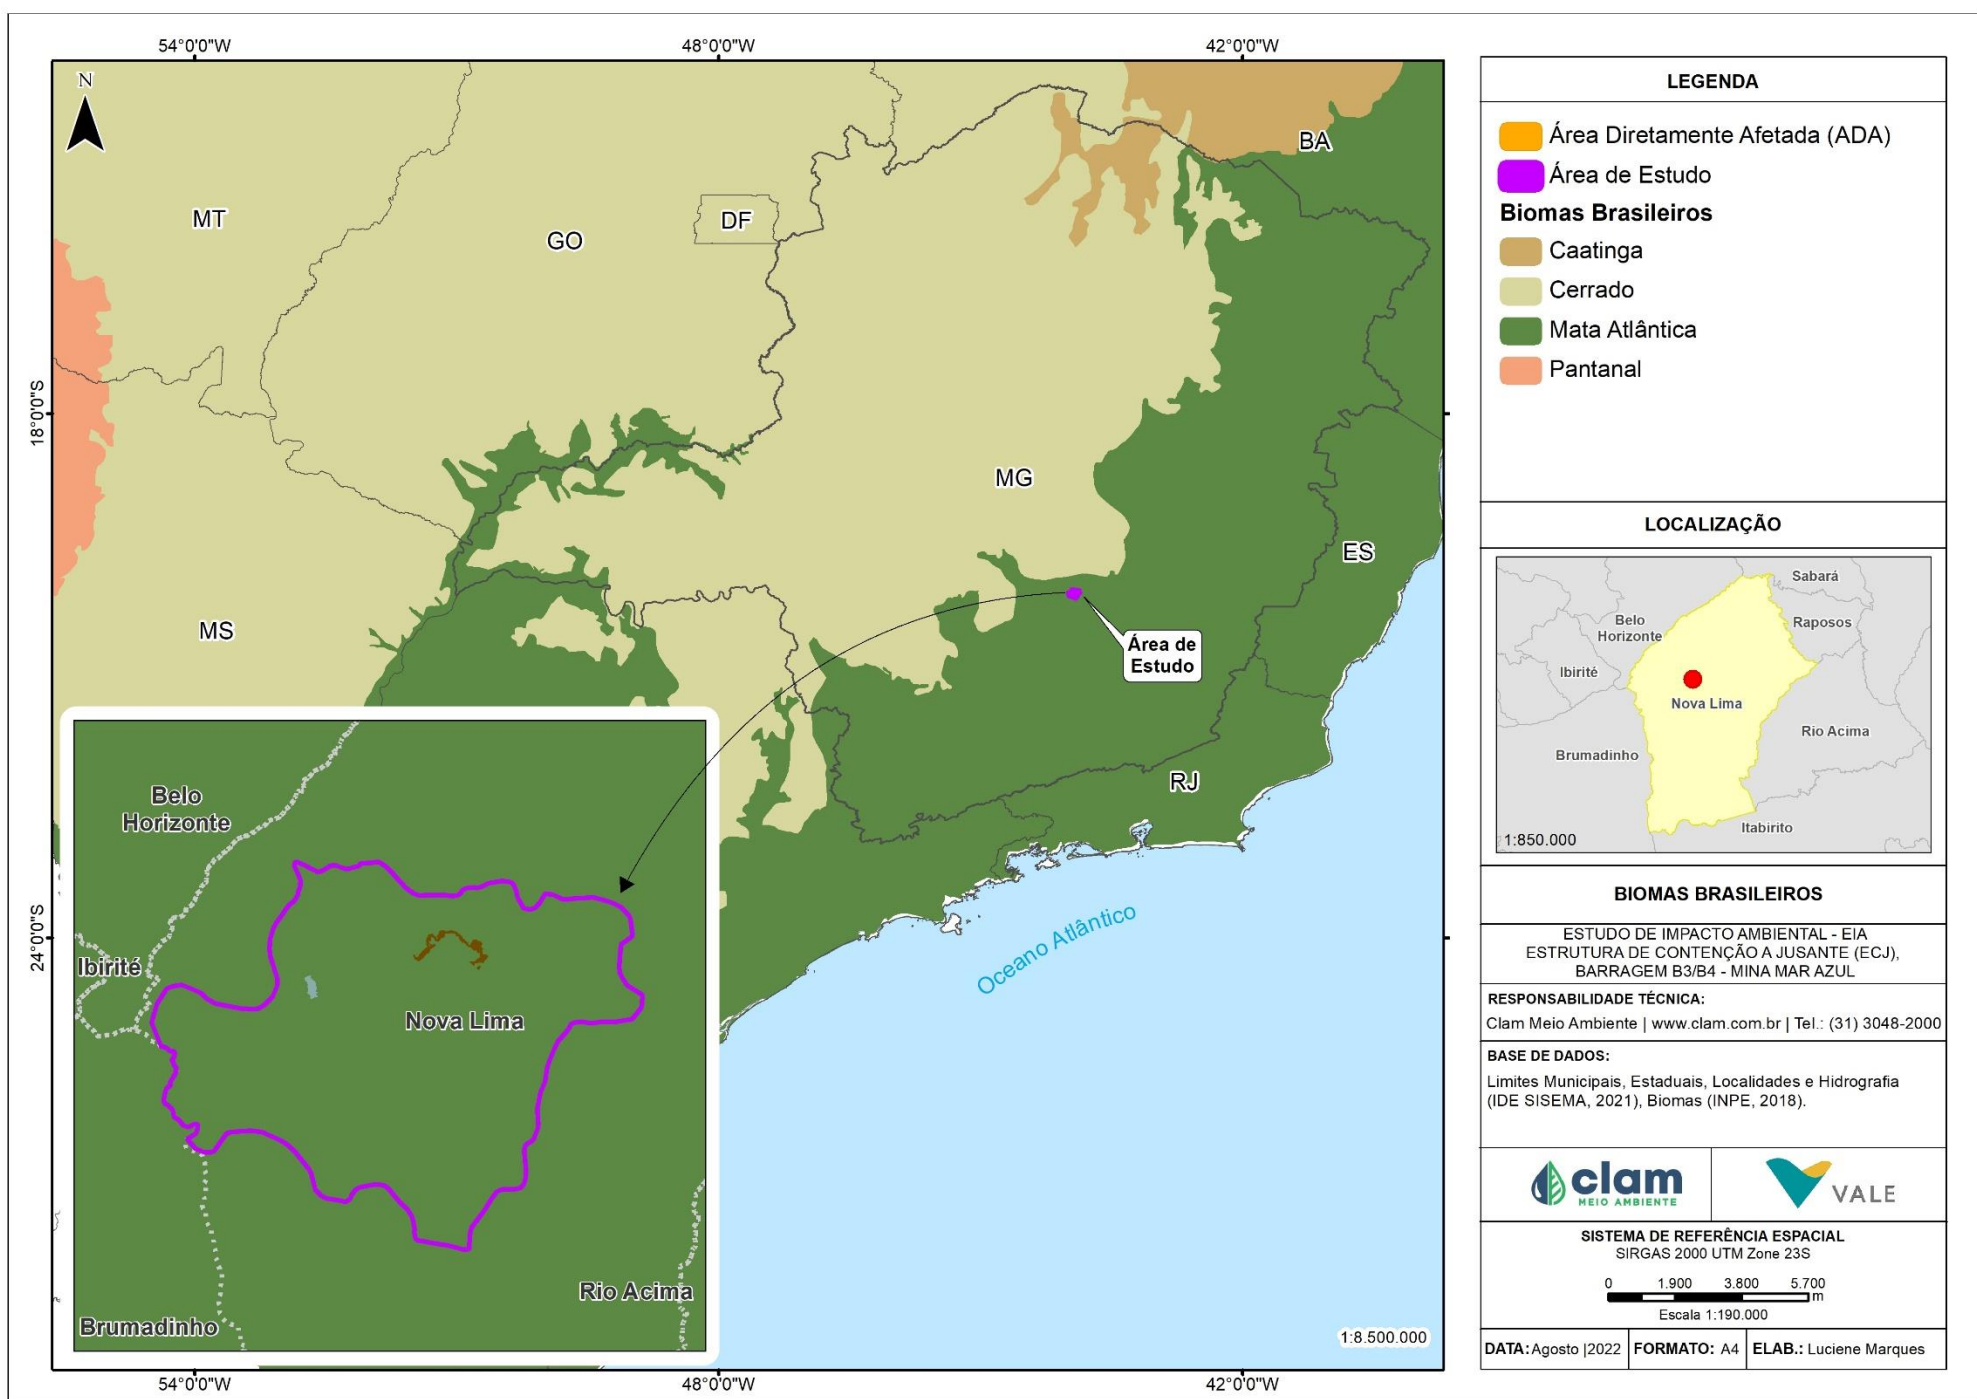 54°0'0"W
48°0'0"W
42°0'0"W
N
MT
GO
DF
BA
18°0'0"S
MG
ES
MS
Área de
Estudo
RJ
Belo
Horizonte
24°0'0"S
Ibirité
Nova Lima
Oceano Atlântico
Rio Acima
Brumadinho
1:8.500.000
54°0'0"W
48°0'0"W
42°0'0"W
LEGENDA
Área Diretamente Afetada (ADA)
Área de Estudo
Biomas Brasileiros
Caatinga
Cerrado
Mata Atlântica
Pantanal
LOCALIZAÇÃO
Sabará
Belo
Horizonte
Raposos
Ibirité
Nova Lima
Rio Acima
Brumadinho
Itabirito
1:850.000
BIOMAS BRASILEIROS
ESTUDO DE IMPACTO AMBIENTAL - EIA
ESTRUTURA DE CONTENÇÃO A JUSANTE (ECJ),
BARRAGEM B3/B4 - MINA MAR AZUL
RESPONSABILIDADE TÉCNICA:
Clam Meio Ambiente | www.clam.com.br | Tel.: (31) 3048-2000
BASE DE DADOS:
Limites Municipais, Estaduais, Localidades e Hidrografia
(IDE SISEMA, 2021), Biomas (INPE, 2018).
clam
MEIO AMBIENTE
VALE
SISTEMA DE REFERÊNCIA ESPACIAL
SIRGAS 2000 UTM Zone 23S
0 1.900 3.800 5.700
m
Escala 1:190.000
DATA: Agosto |2022 FORMATO: A4 ELAB.: Luciene Marques